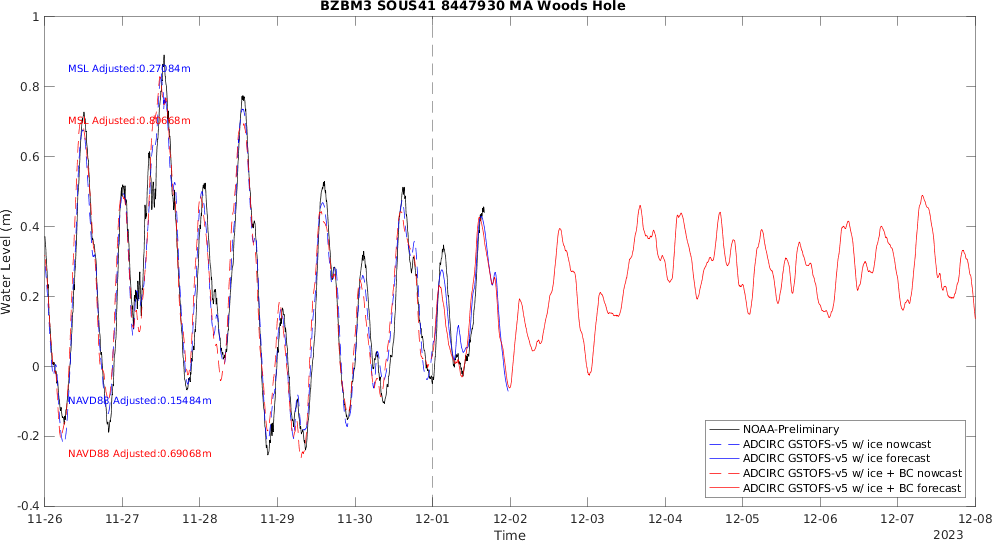 BZBM3 SOUS41 8447930 MA Woods Hole
1
0.8
0.6
0.4
0.2
0
-0.2
-0.4
Water Level (m)
MSL Adjusted:0.27084m
MSL Adjusted:0.80668m
NAVD88 Adjusted:0.15484m
NAVD88 Adjusted:0.69068m
NOAA-Preliminary
ADCIRC GSTOFS-v5 w/ ice nowcast
ADCIRC GSTOFS-v5 w/ ice forecast
ADCIRC GSTOFS-v5 w/ ice + BC nowcast
ADCIRC GSTOFS-v5 w/ ice + BC forecast
11-26 11-27 11-28 11-29 11-30 12-01 12-02 12-03 12-04 12-05 12-06 12-07 12-08
Time
2023